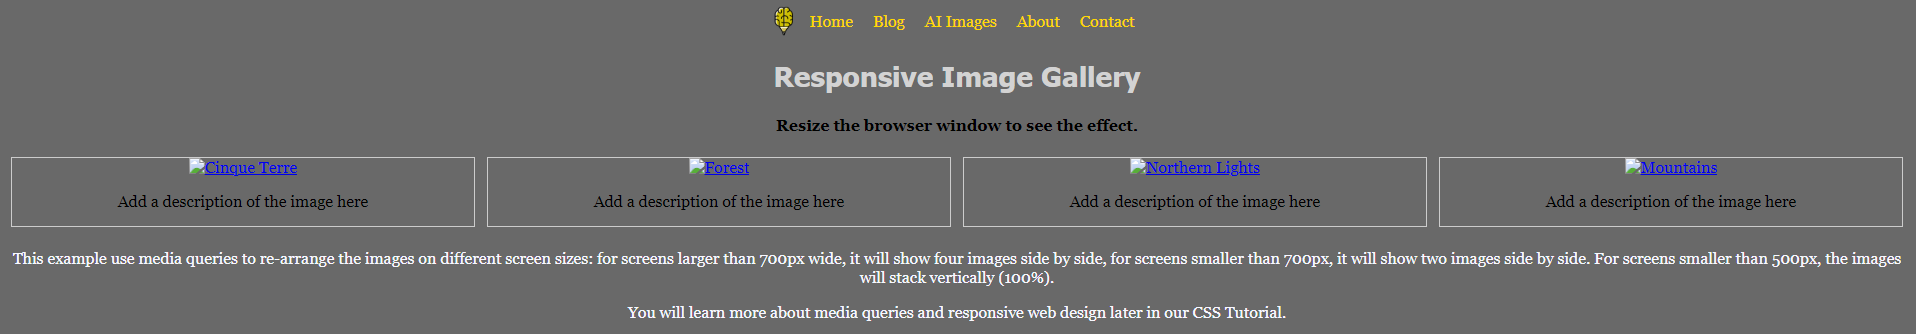 Home Blog AI Images About Contact
Responsive Image Gallery
Resize the browser window to see the effect.
Cinque Terre
Add a description of the image here
Forest
Add a description of the image here
Northern Lights
Add a description of the image here
Mountains
Add a description of the image here
This example use media queries to re-arrange the images on different screen sizes: for screens larger than 700px wide, it will show four images side by side, for screens smaller than 700px, it will show two images side by side. For screens smaller than 500px, the images
will stack vertically (100%).
You will learn more about media queries and responsive web design later in our CSS Tutorial.